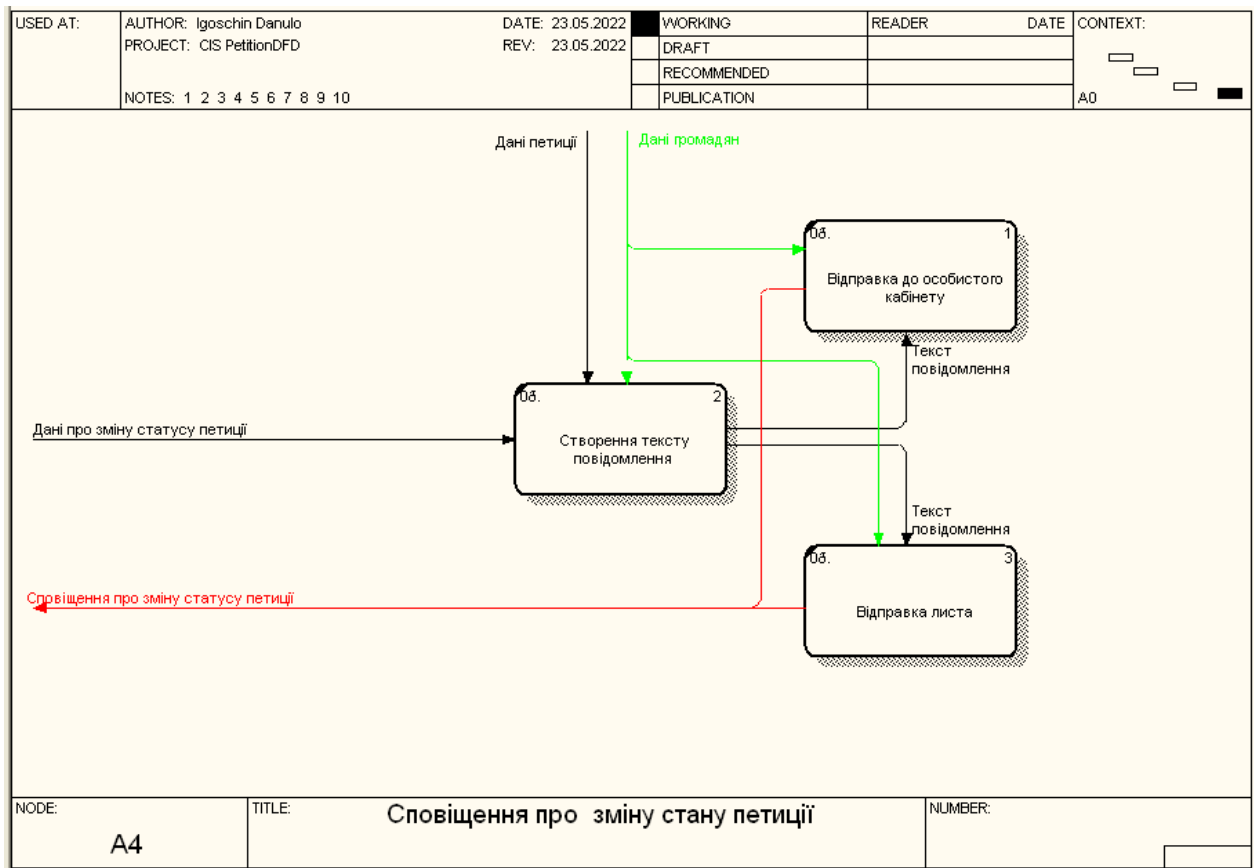 USED AT:
AUTHOR: Igoschin Danulo
DATE: 23.05.2022
WORKING
READER
DATE
CONTEXT:
PROJECT: CIS PetitionDFD
REV: 23.05.2022
DRAFT
RECOMMENDED
NOTES: 1 2 3 4 5 6 7 8 9 10
PUBLICATION
A0
Дані петиції
Дані громадян
0ð.
1
Відправка до особистого
кабінету
Текст
повідомлення
0ð.
2
Дані про зміну статусу петиції
Створення тексту
повідомлення
Текст
повідомлення
0ð.
3
Сповіщення про зміну статусу петиції
Відправка листа
NODE:
TITLE:
Сповіщення про зміну стану петиції
NUMBER:
A4